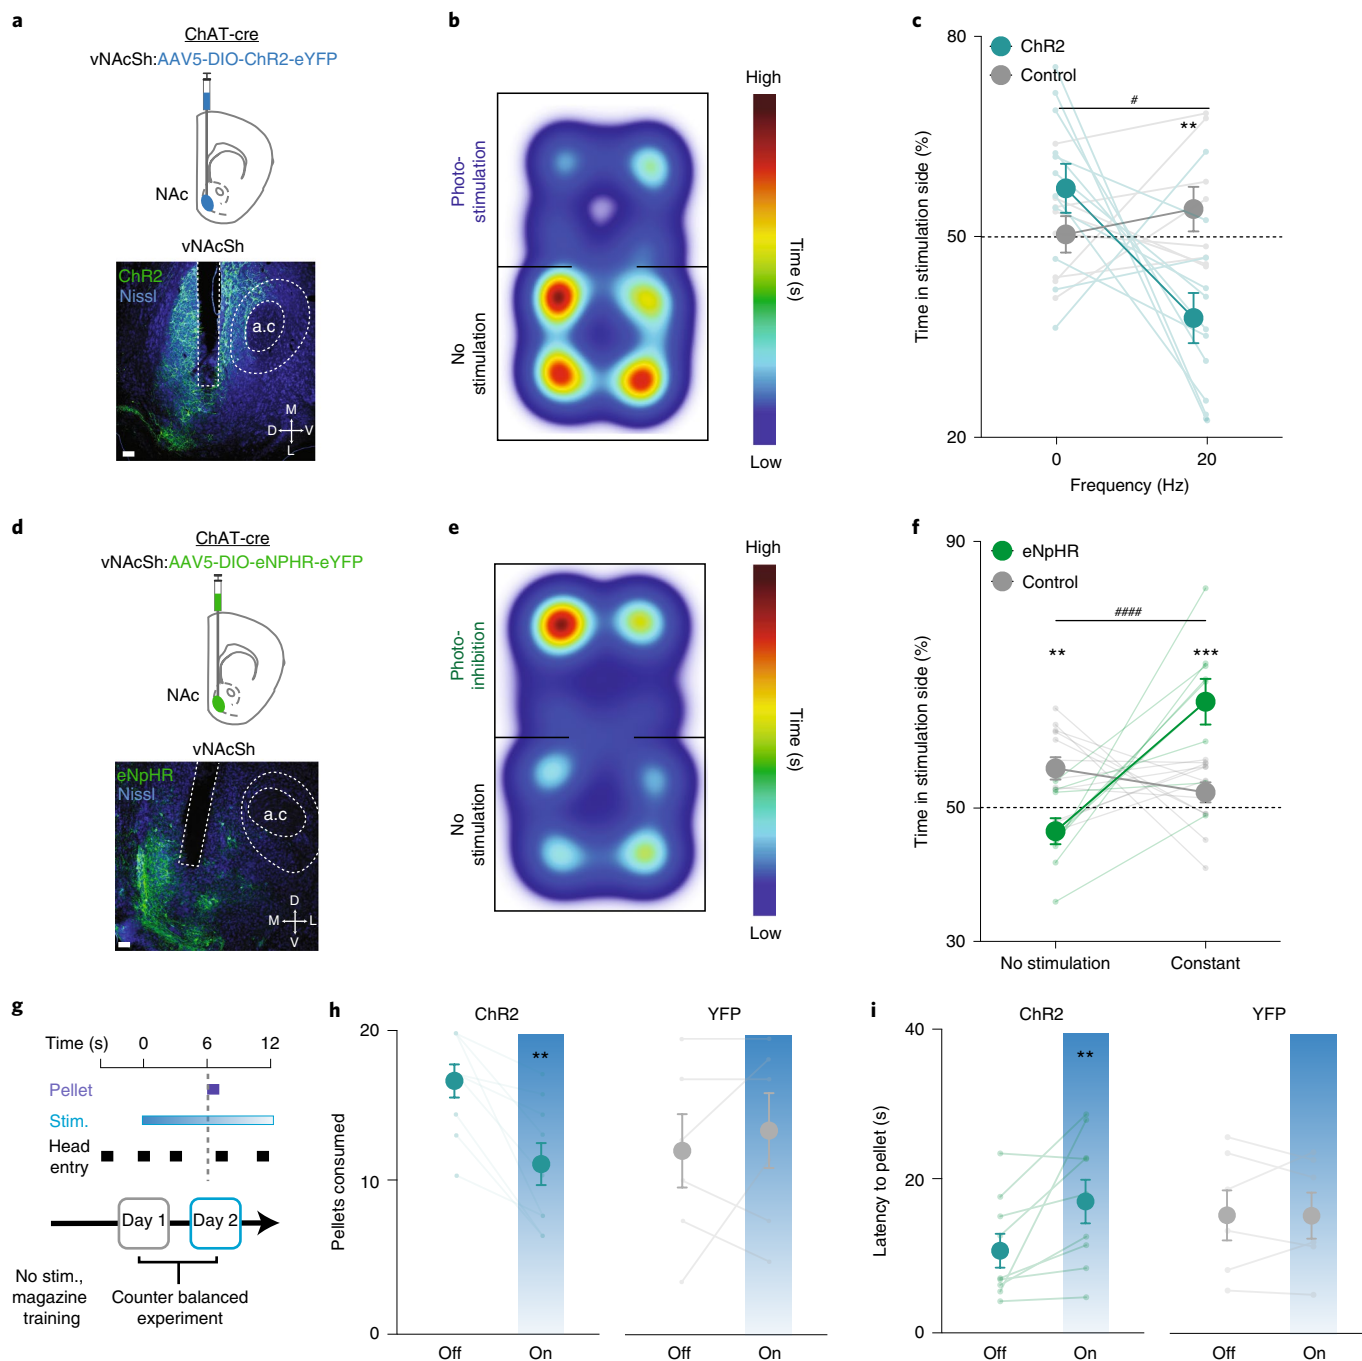 a
ChAT-cre
vNAcSh:AAV5-DIO-ChR2-eYFP
NAc
vNAcSh
ChR2
Nissl
a.c
M
D V
L
b
Photo-
stimulation
No
stimulation
High
Time (s)
Low
c
ChR2
Control
#
**
Time in stimulation side (%)
80
50
20
0 20
Frequency (Hz)
d
ChAT-cre
vNAcSh:AAV5-DIO-eNPHR-eYFP
NAc
vNAcSh
eNpHR
Nissl
a.c
D
M L
V
e
Photo-
inhibition
No
stimulation
High
Time (s)
Low
f
eNpHR
Control
####
** ***
Time in stimulation side (%)
90
50
30
No stimulation Constant
g
Time (s) 0 6 12
Pellet
Stim.
Head
entry
Day 1 Day 2
No stim.,
magazine
training
Counter balanced
experiment
h
ChR2 YFP
**
Pellets consumed
20
10
0
Off On Off On
i
ChR2 YFP
**
Latency to pellet (s)
40
20
0
Off On Off On